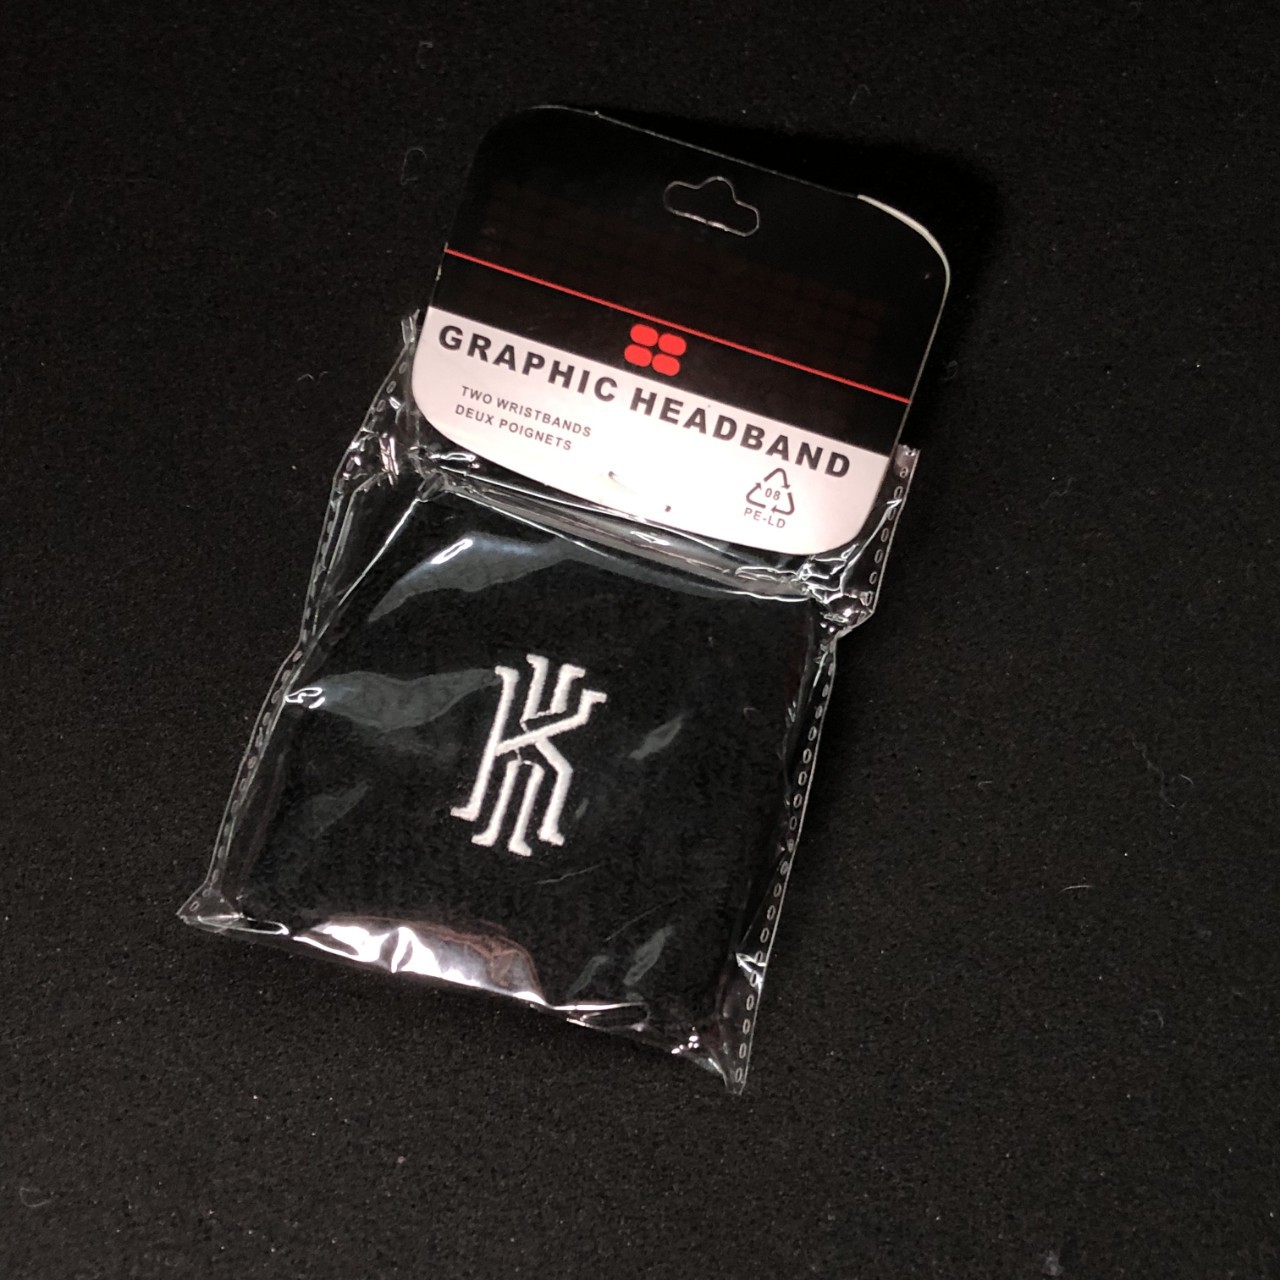 GRAPHIC HEADBAND
TWO WRISTBANDS
DEUX POIGNETS
08
PE-LD